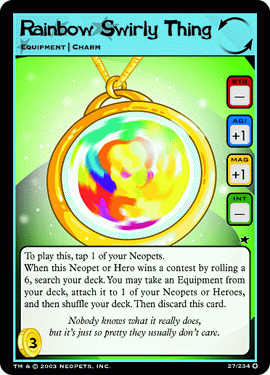 Rainbow Swirly Thing
Equipment | Charm
STR
—
AGI
+1
MAG
+1
INT
—
To play this, tap 1 of your Neopets.
When this Neopet or Hero wins a contest by rolling a
6, search your deck. You may take an Equipment from
your deck, attach it to 1 of your Neopets or Heroes,
and then shuffle your deck. Then discard this card.
Nobody knows what it really does,
but it's just so pretty they usually don't care.
3
TM & © 2003 NEOPETS, INC.
27/234